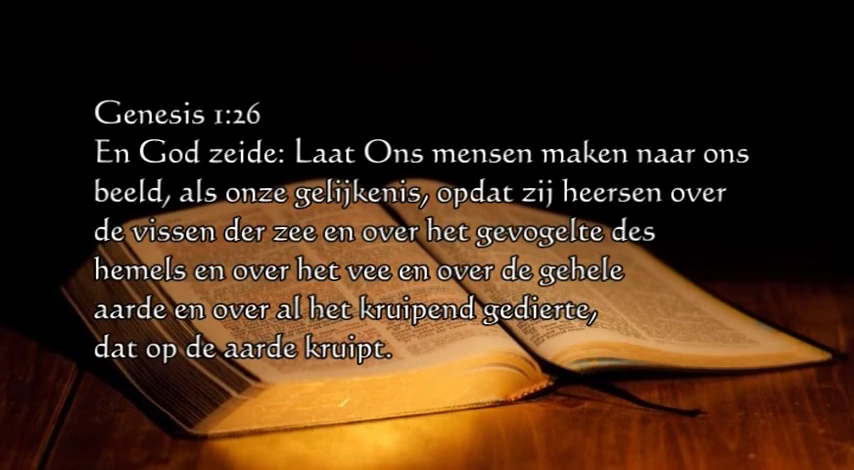 Genesis 1:26
En God zeide: Laat Ons mensen maken naar ons
beeld, als onze gelijkenis, opdat zij heersen over
de vissen der zee en over het gevogelte des
hemels en over het vee en over de gehele
aarde en over al het kruipend gedierte,
dat op de aarde kruipt.